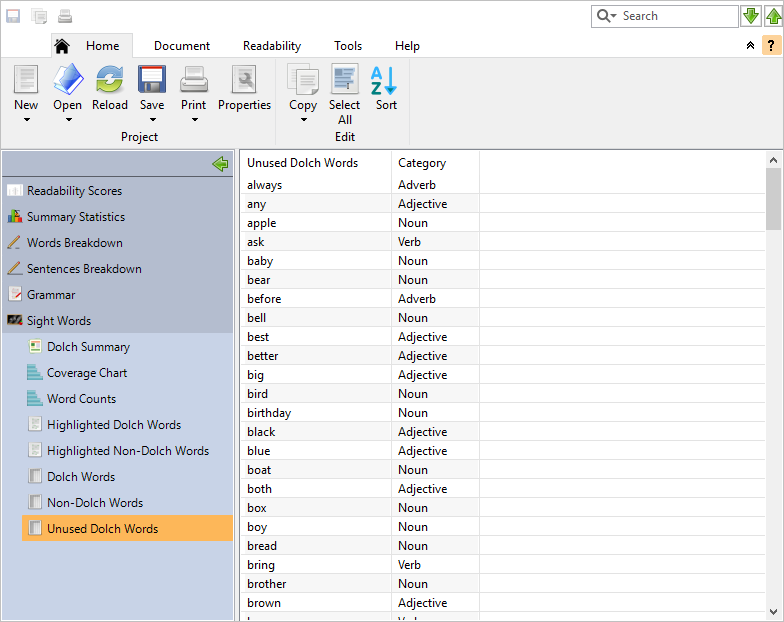 Search
Home Document Readability Tools Help
?
New Open Reload Save Print Properties Copy Select All Sort
Project Edit
Readability Scores
Summary Statistics
Words Breakdown
Sentences Breakdown
Grammar
Sight Words
Dolch Summary
Coverage Chart
Word Counts
Highlighted Dolch Words
Highlighted Non-Dolch Words
Dolch Words
Non-Dolch Words
Unused Dolch Words
Unused Dolch Words Category
always Adverb
any Adjective
apple Noun
ask Verb
baby Noun
bear Noun
before Adverb
bell Noun
best Adjective
better Adjective
big Adjective
bird Noun
birthday Noun
black Adjective
blue Adjective
boat Noun
both Adjective
box Noun
boy Noun
bread Noun
bring Verb
brother Noun
brown Adjective